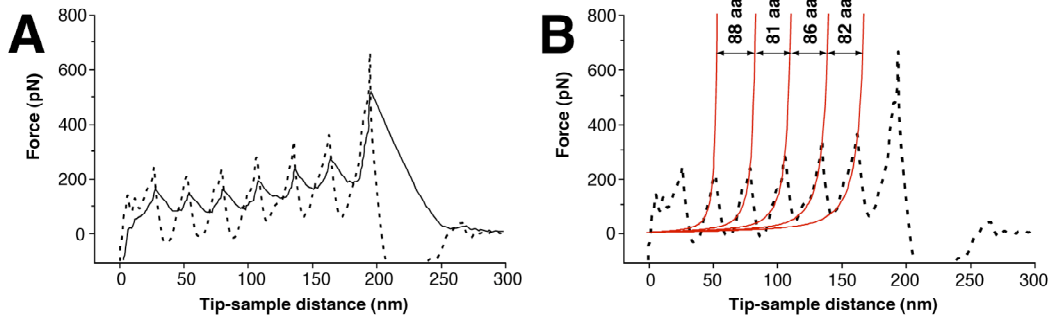 A
800
600
400
200
0
Force (pN)
0 50 100 150 200 250 300
Tip-sample distance (nm)
B
800
600
400
200
0
Force (pN)
88 aa
81 aa
86 aa
82 aa
0 50 100 150 200 250 300
Tip-sample distance (nm)